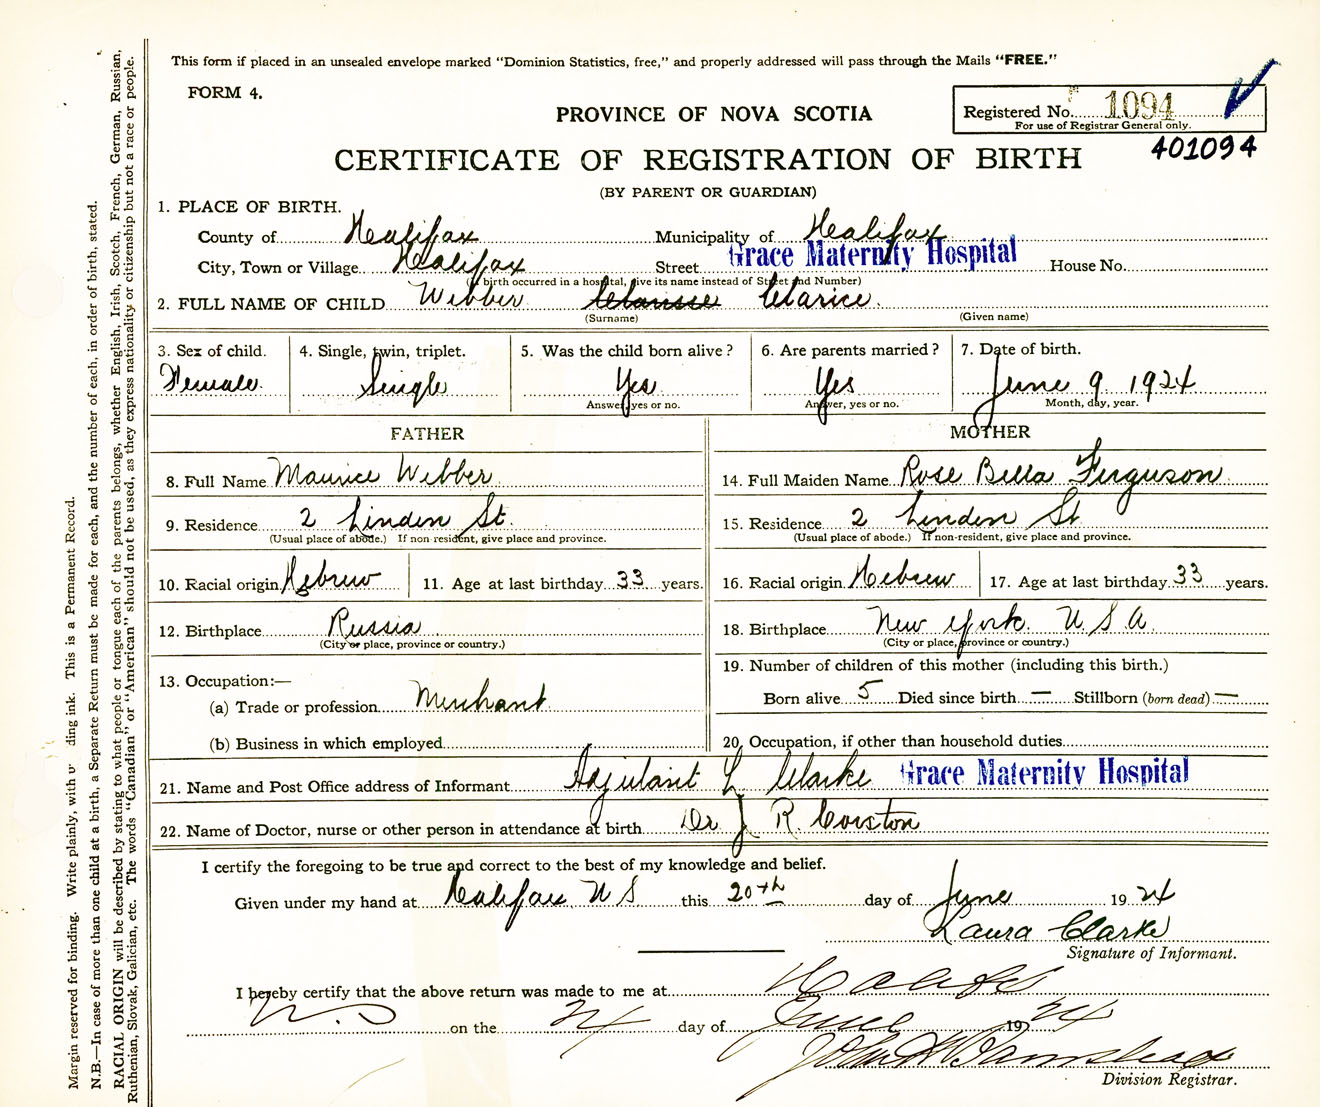 This form if placed in an unsealed envelope marked "Dominion Statistics, free," and properly addressed will pass through the Mails "FREE."
FORM 4.
PROVINCE OF NOVA SCOTIA
Registered No. 1094
For use of Registrar General only.
401094
CERTIFICATE OF REGISTRATION OF BIRTH
(BY PARENT OR GUARDIAN)
1. PLACE OF BIRTH.
County of Halifax Municipality of Halifax
City, Town or Village Halifax Street Grace Maternity Hospital House No.
(If birth occurred in a hospital, give its name instead of Street and Number)
2. FULL NAME OF CHILD Webber Clarice
(Surname) (Given name)
3. Sex of child. 4. Single, twin, triplet. 5. Was the child born alive? 6. Are parents married? 7. Date of birth.
Female Single Yes Yes June 9 1924
Answer, yes or no. Answer, yes or no. Month, day, year.
FATHER
8. Full Name Maurice Webber
9. Residence 2 Linden St.
(Usual place of abode.) If non-resident, give place and province.
10. Racial origin Hebrew 11. Age at last birthday 33 years.
12. Birthplace Russia
(City or place, province or country.)
13. Occupation:—
(a) Trade or profession Merchant
(b) Business in which employed
MOTHER
14. Full Maiden Name Rose Bella Ferguson
15. Residence 2 Linden St
(Usual place of abode.) If non-resident, give place and province.
16. Racial origin Hebrew 17. Age at last birthday 33 years.
18. Birthplace New York. U.S.A.
(City or place, province or country.)
19. Number of children of this mother (including this birth.)
Born alive 5 Died since birth — Stillborn (born dead) —
20. Occupation, if other than household duties
21. Name and Post Office address of Informant Adjutant L. Clarke Grace Maternity Hospital
22. Name of Doctor, nurse or other person in attendance at birth Dr J R Corston
I certify the foregoing to be true and correct to the best of my knowledge and belief.
Given under my hand at Halifax N S this 20th day of June 1924
Laura Clarke
Signature of Informant.
I hereby certify that the above return was made to me at Halifax
N.S on the 24 day of June 1924
John
Division Registrar.
Margin reserved for binding. Write plainly, with ding ink. This is a Permanent Record.
N.B.—In case of more than one child at a birth, a Separate Return must be made for each, and the number of each, in order of birth, stated.
RACIAL ORIGIN will be described by stating to what people or tongue each of the parents belongs, whether English, Irish, Scotch, French, German, Russian,
Ruthenian, Slovak, Galician, etc. The words "Canadian" or "American" should not be used, as they express nationality or citizenship but not a race or people.